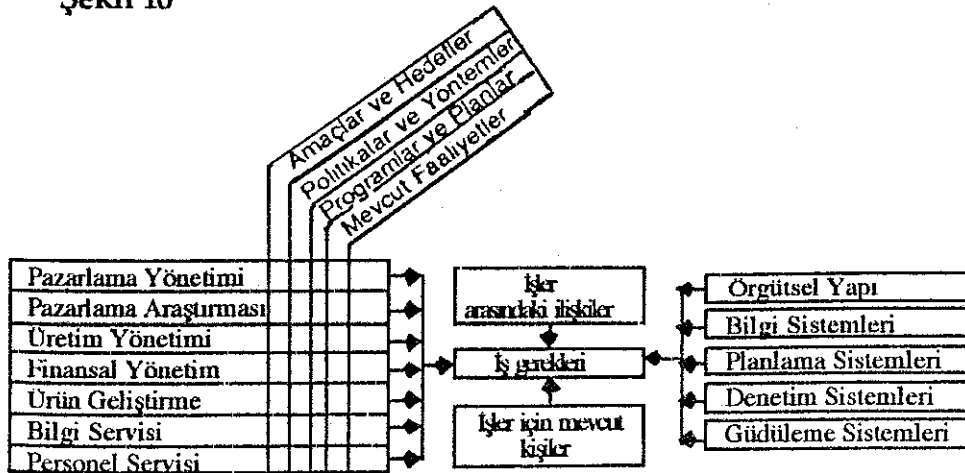 Şekil 10
Amaçlar ve Hedefler
Politikalar ve Yöntemler
Programlar ve Planlar
Mevcut Faaliyetler
Pazarlama Yönetimi
Pazarlama Araştırması
Üretim Yönetimi
Finansal Yönetim
Ürün Geliştirme
Bilgi Servisi
Personel Servisi
İşler
arasındaki ilişkiler
İş gerekleri
İşler için mevcut
kişiler
Örgütsel Yapı
Bilgi Sistemleri
Planlama Sistemleri
Denetim Sistemleri
Güdüleme Sistemleri